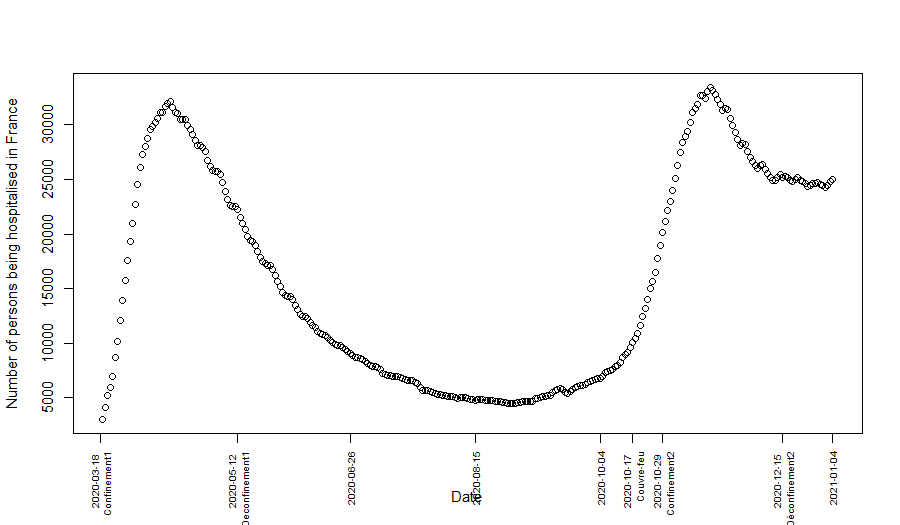 Number of persons being hospitalised in France
30000
25000
20000
15000
10000
5000
2020-03-18
Confinement1
2020-05-12
Déconfinement1
2020-06-26
2020-08-15
2020-10-04
2020-10-17
Couvre-feu
2020-10-29
Confinement2
2020-12-15
Déconfinement2
2021-01-04
Date